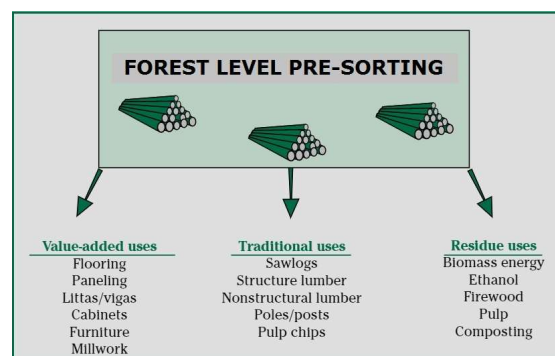 FOREST LEVEL PRE-SORTING
Value-added uses
Flooring
Paneling
Littas/vigas
Cabinets
Furniture
Millwork
Traditional uses
Sawlogs
Structure lumber
Nonstructural lumber
Poles/posts
Pulp chips
Residue uses
Biomass energy
Ethanol
Firewood
Pulp
Composting